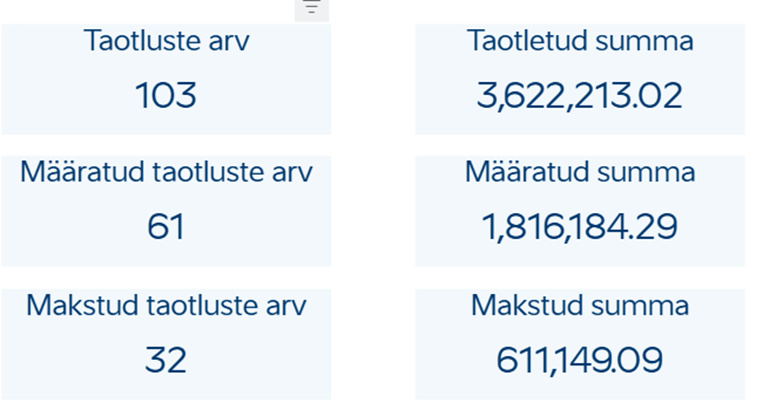 Taotluste arv
103
Taotletud summa
3,622,213.02
Määratud taotluste arv
61
Määratud summa
1,816,184.29
Makstud taotluste arv
32
Makstud summa
611,149.09